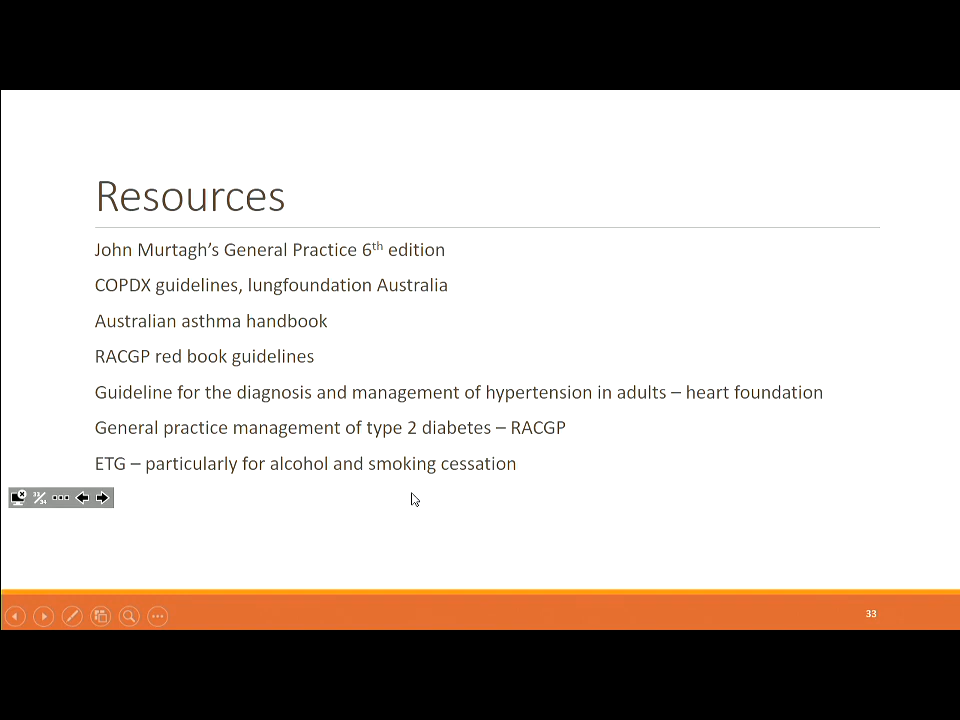 Resources
John Murtagh's General Practice 6th edition
COPDX guidelines, lungfoundation Australia
Australian asthma handbook
RACGP red book guidelines
Guideline for the diagnosis and management of hypertension in adults – heart foundation
General practice management of type 2 diabetes – RACGP
ETG – particularly for alcohol and smoking cessation
33/34
33